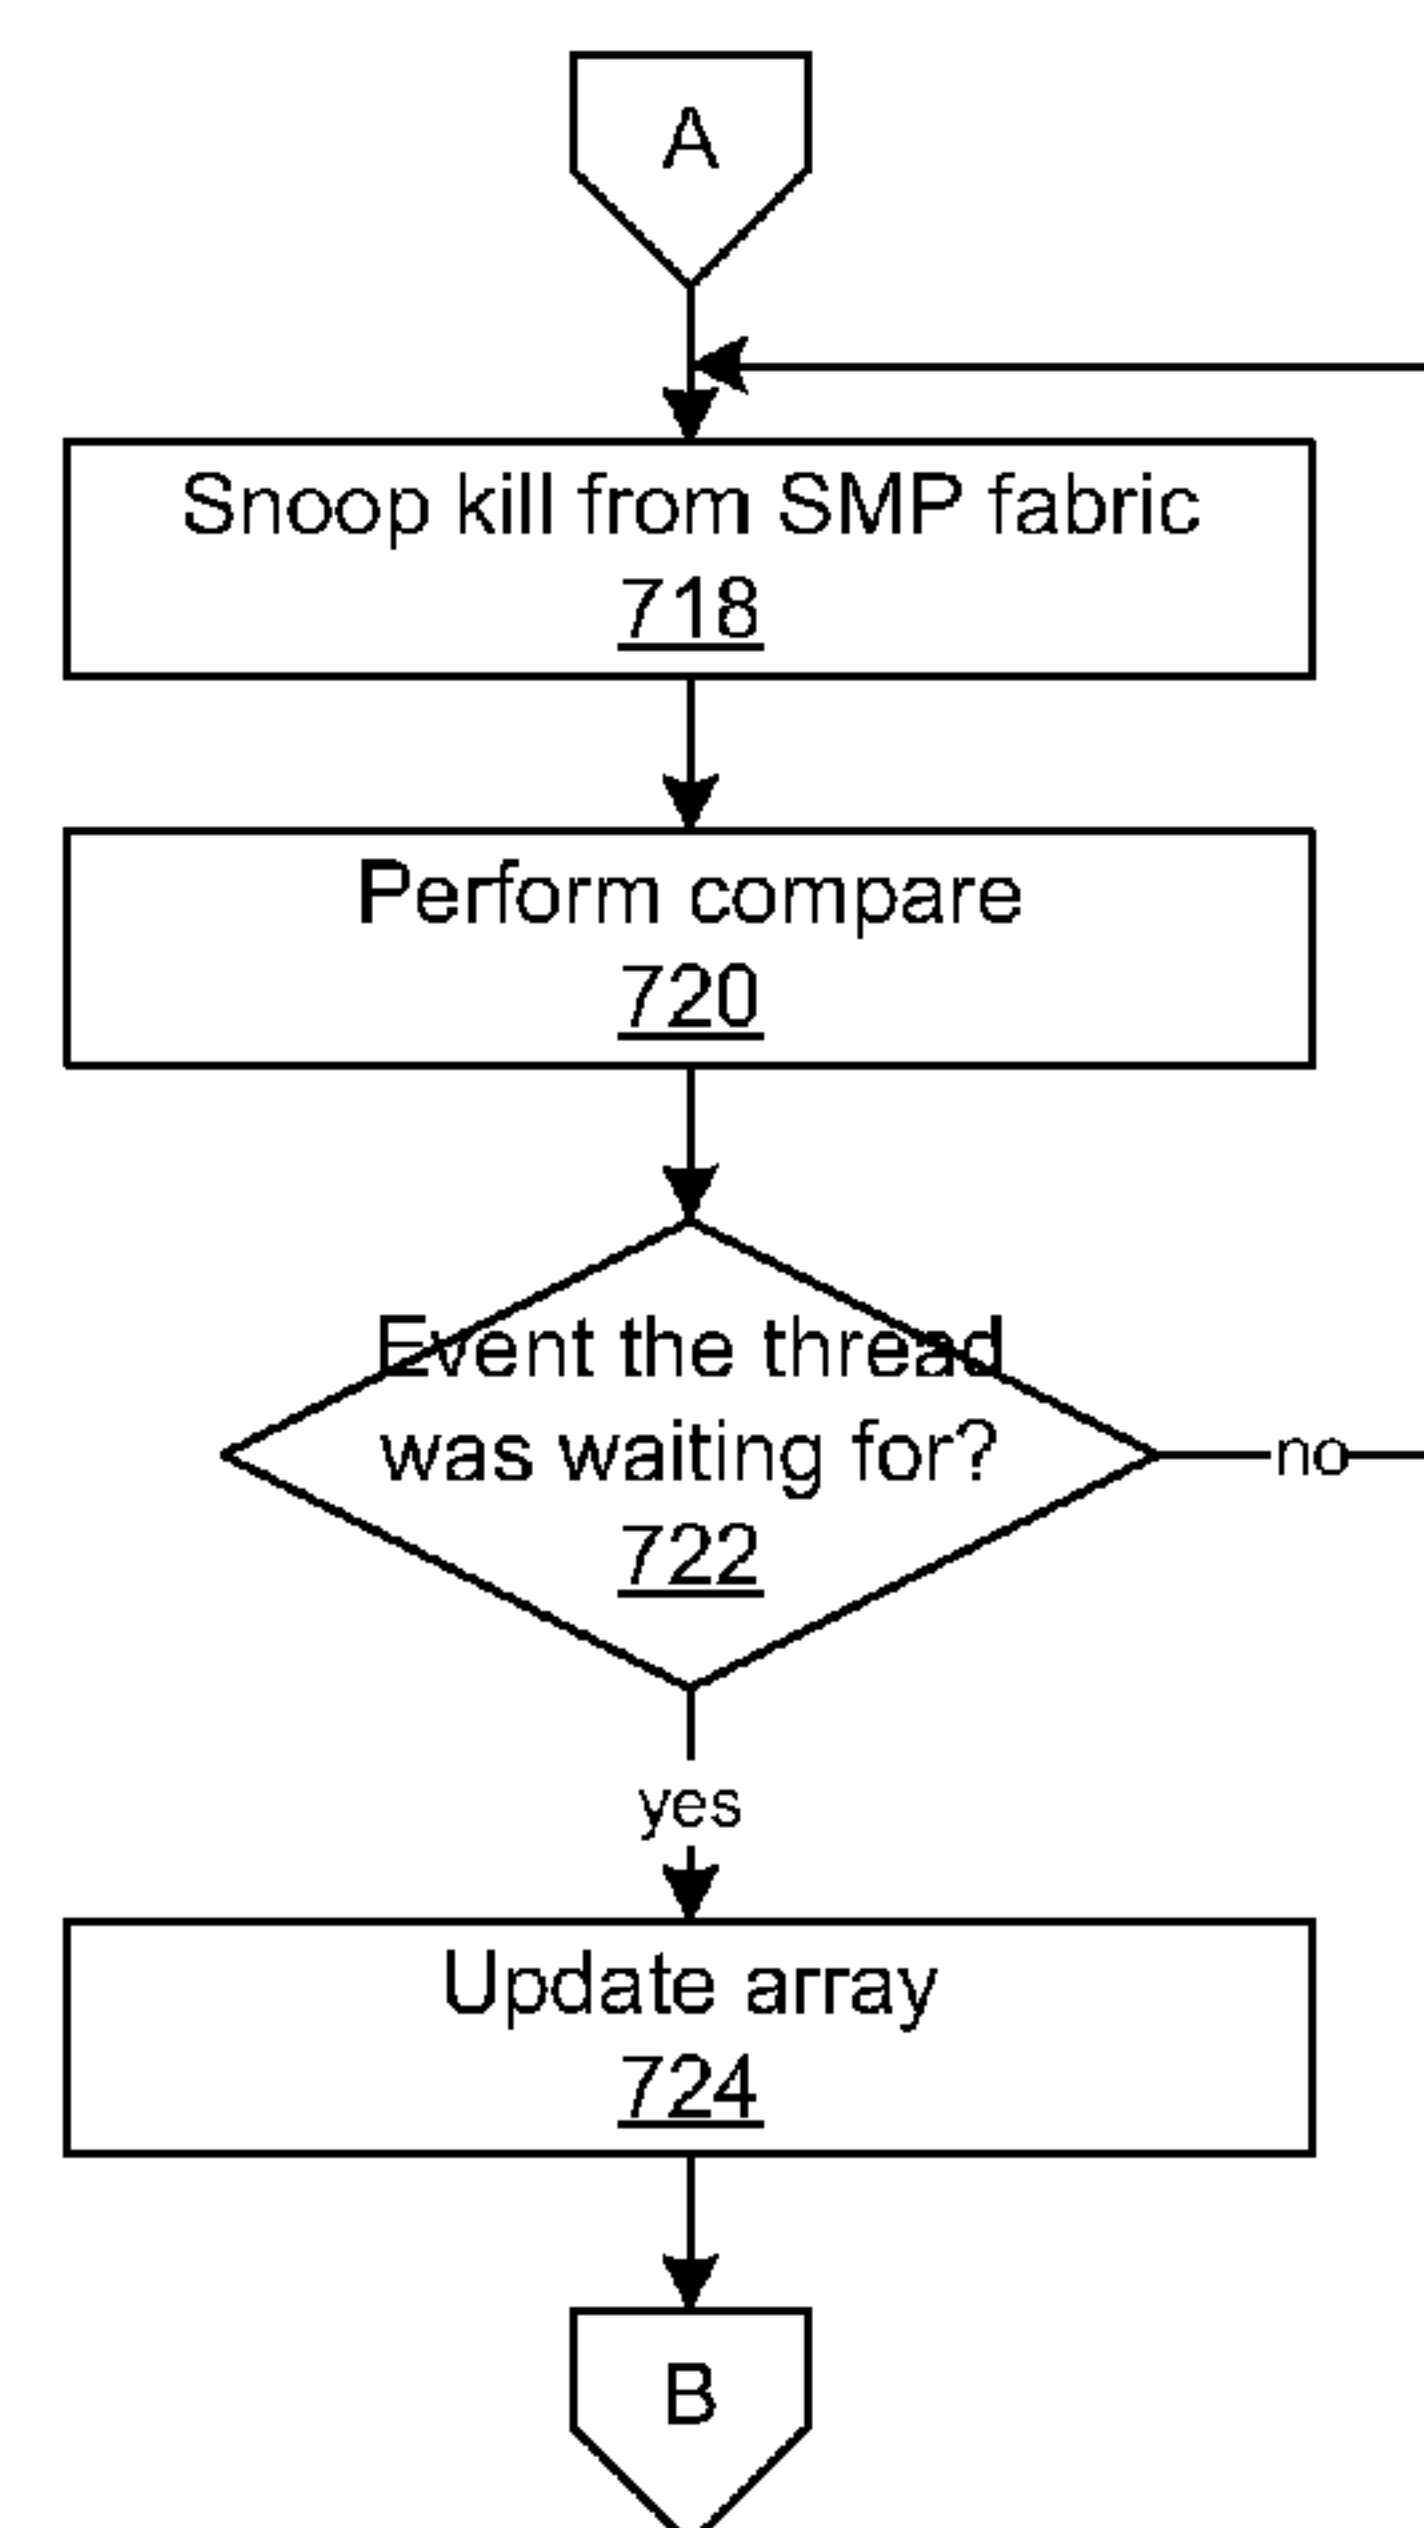 A
Snoop kill from SMP fabric
718
Perform compare
720
Event the thread
was waiting for?
722
no
yes
Update array
724
B